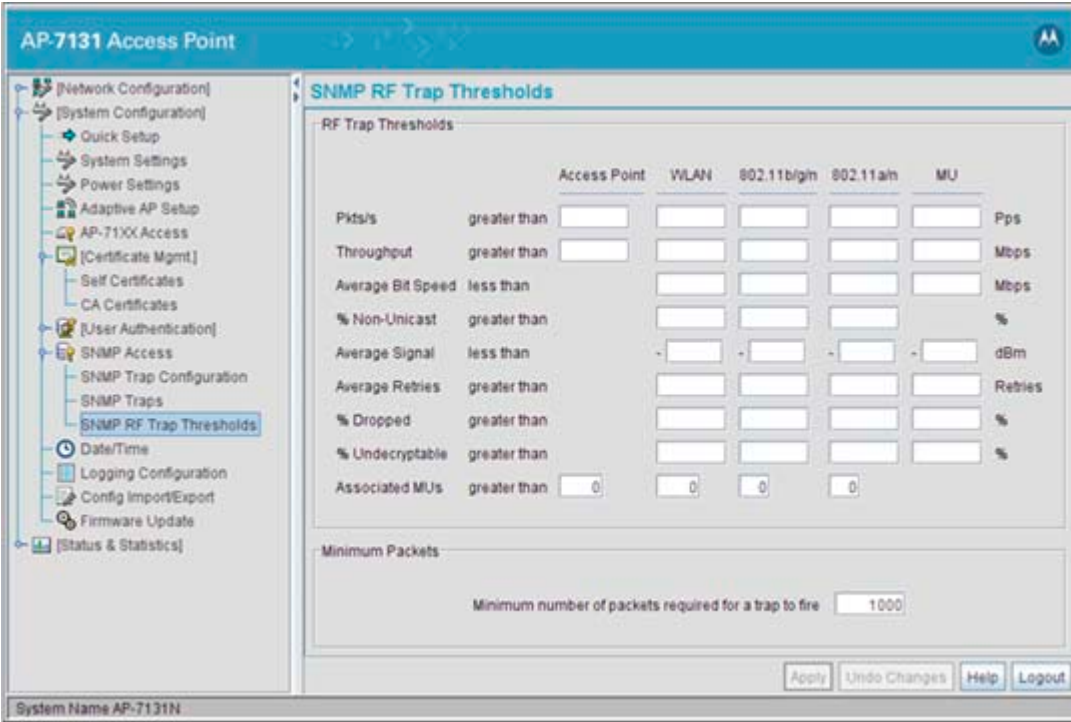 AP-7131 Access Point
[Network Configuration]
[System Configuration]
Quick Setup
System Settings
Power Settings
Adaptive AP Setup
AP-71XX Access
[Certificate Mgmt.]
Self Certificates
CA Certificates
[User Authentication]
SNMP Access
SNMP Trap Configuration
SNMP Traps
SNMP RF Trap Thresholds
Date/Time
Logging Configuration
Config Import/Export
Firmware Update
[Status & Statistics]
SNMP RF Trap Thresholds
RF Trap Thresholds
Access Point WLAN 802.11b/g/n 802.11a/n MU
Pkts/s greater than Pps
Throughput greater than Mbps
Average Bit Speed less than Mbps
% Non-Unicast greater than %
Average Signal less than - - - - dBm
Average Retries greater than Retries
% Dropped greater than %
% Undecryptable greater than %
Associated MUs greater than 0 0 0 0
Minimum Packets
Minimum number of packets required for a trap to fire 1000
Apply Undo Changes Help Logout
System Name AP-7131N